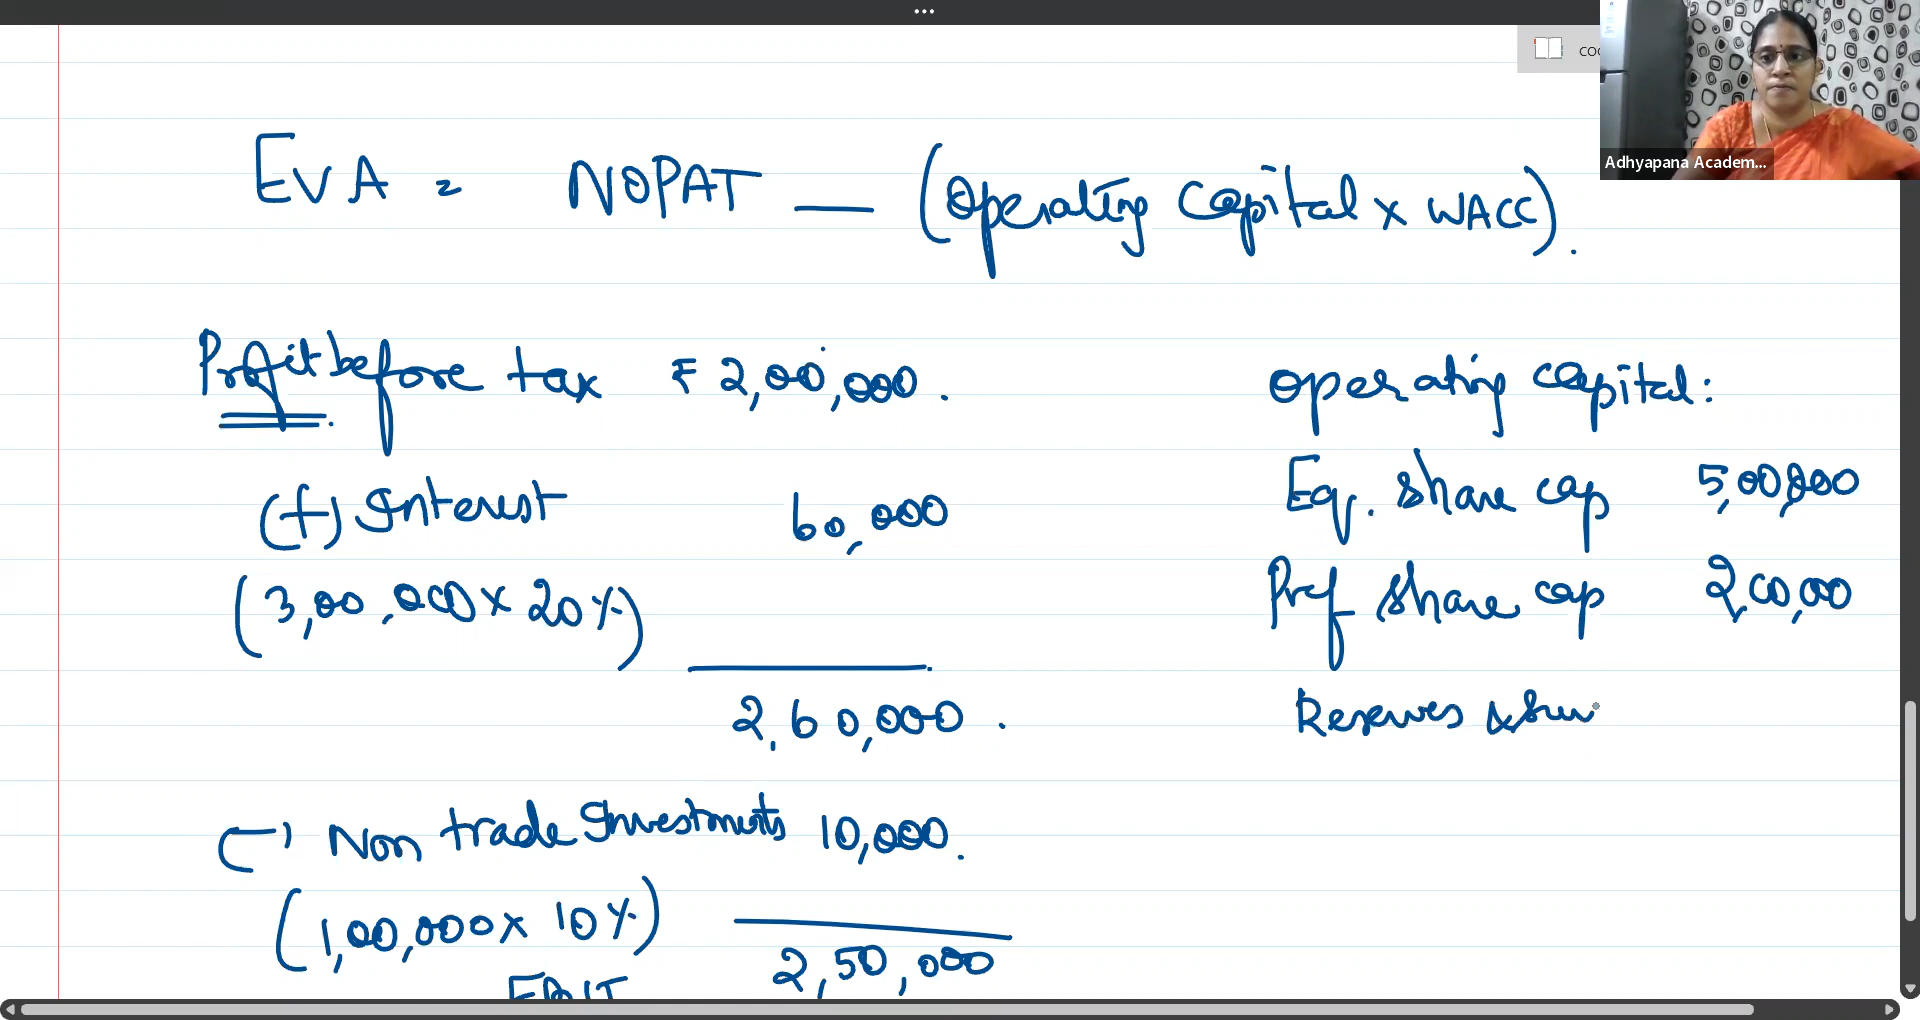 ...
coo
Adhyapana Academ...
EVA = NOPAT — (Operating Capital x WACC).
Profit before tax ₹ 2,00,000.
(+) Interest 60,000
(3,00,000 x 20%)
2,60,000.
(-) Non trade Investments 10,000.
(1,00,000 x 10%)
2,50,000
EBIT
Operating capital:
Eq. Share cap 5,00,000
Pref Share cap 2,00,00
Reserves & Sur